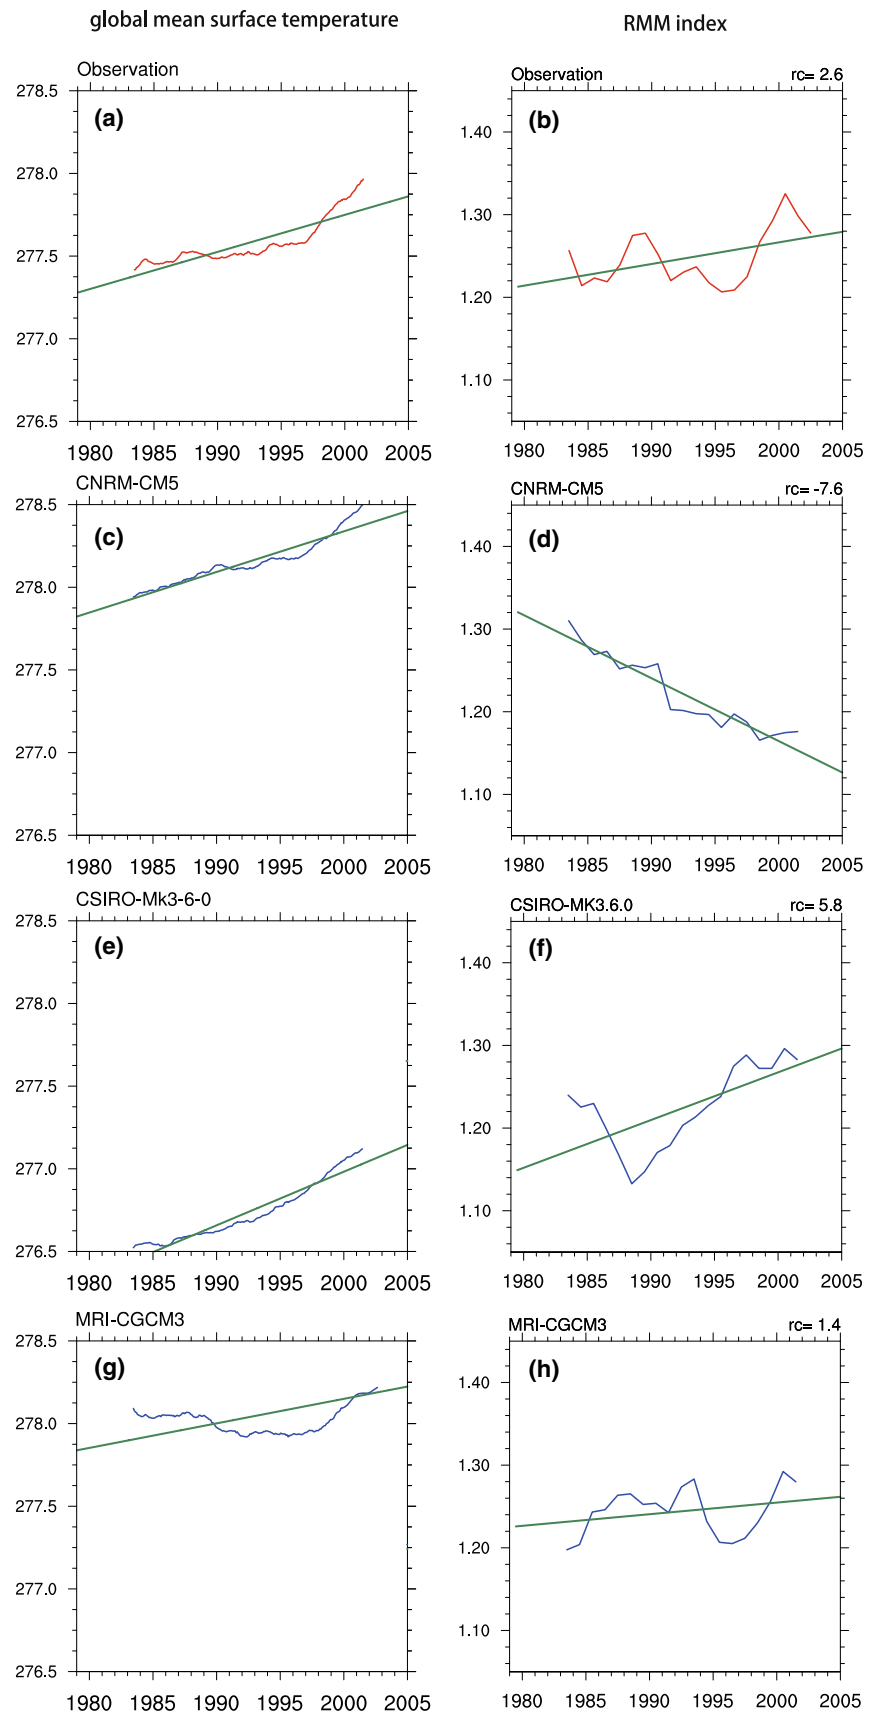 global mean surface temperature
RMM index
Observation
(a)
278.5
278.0
277.5
277.0
276.5
1980 1985 1990 1995 2000 2005
Observation rc= 2.6
(b)
1.40
1.30
1.20
1.10
1980 1985 1990 1995 2000 2005
CNRM-CM5
(c)
278.5
278.0
277.5
277.0
276.5
1980 1985 1990 1995 2000 2005
CNRM-CM5 rc= -7.6
(d)
1.40
1.30
1.20
1.10
1980 1985 1990 1995 2000 2005
CSIRO-Mk3-6-0
(e)
278.5
278.0
277.5
277.0
276.5
1980 1985 1990 1995 2000 2005
CSIRO-MK3.6.0 rc= 5.8
(f)
1.40
1.30
1.20
1.10
1980 1985 1990 1995 2000 2005
MRI-CGCM3
(g)
278.5
278.0
277.5
277.0
276.5
1980 1985 1990 1995 2000 2005
MRI-CGCM3 rc= 1.4
(h)
1.40
1.30
1.20
1.10
1980 1985 1990 1995 2000 2005